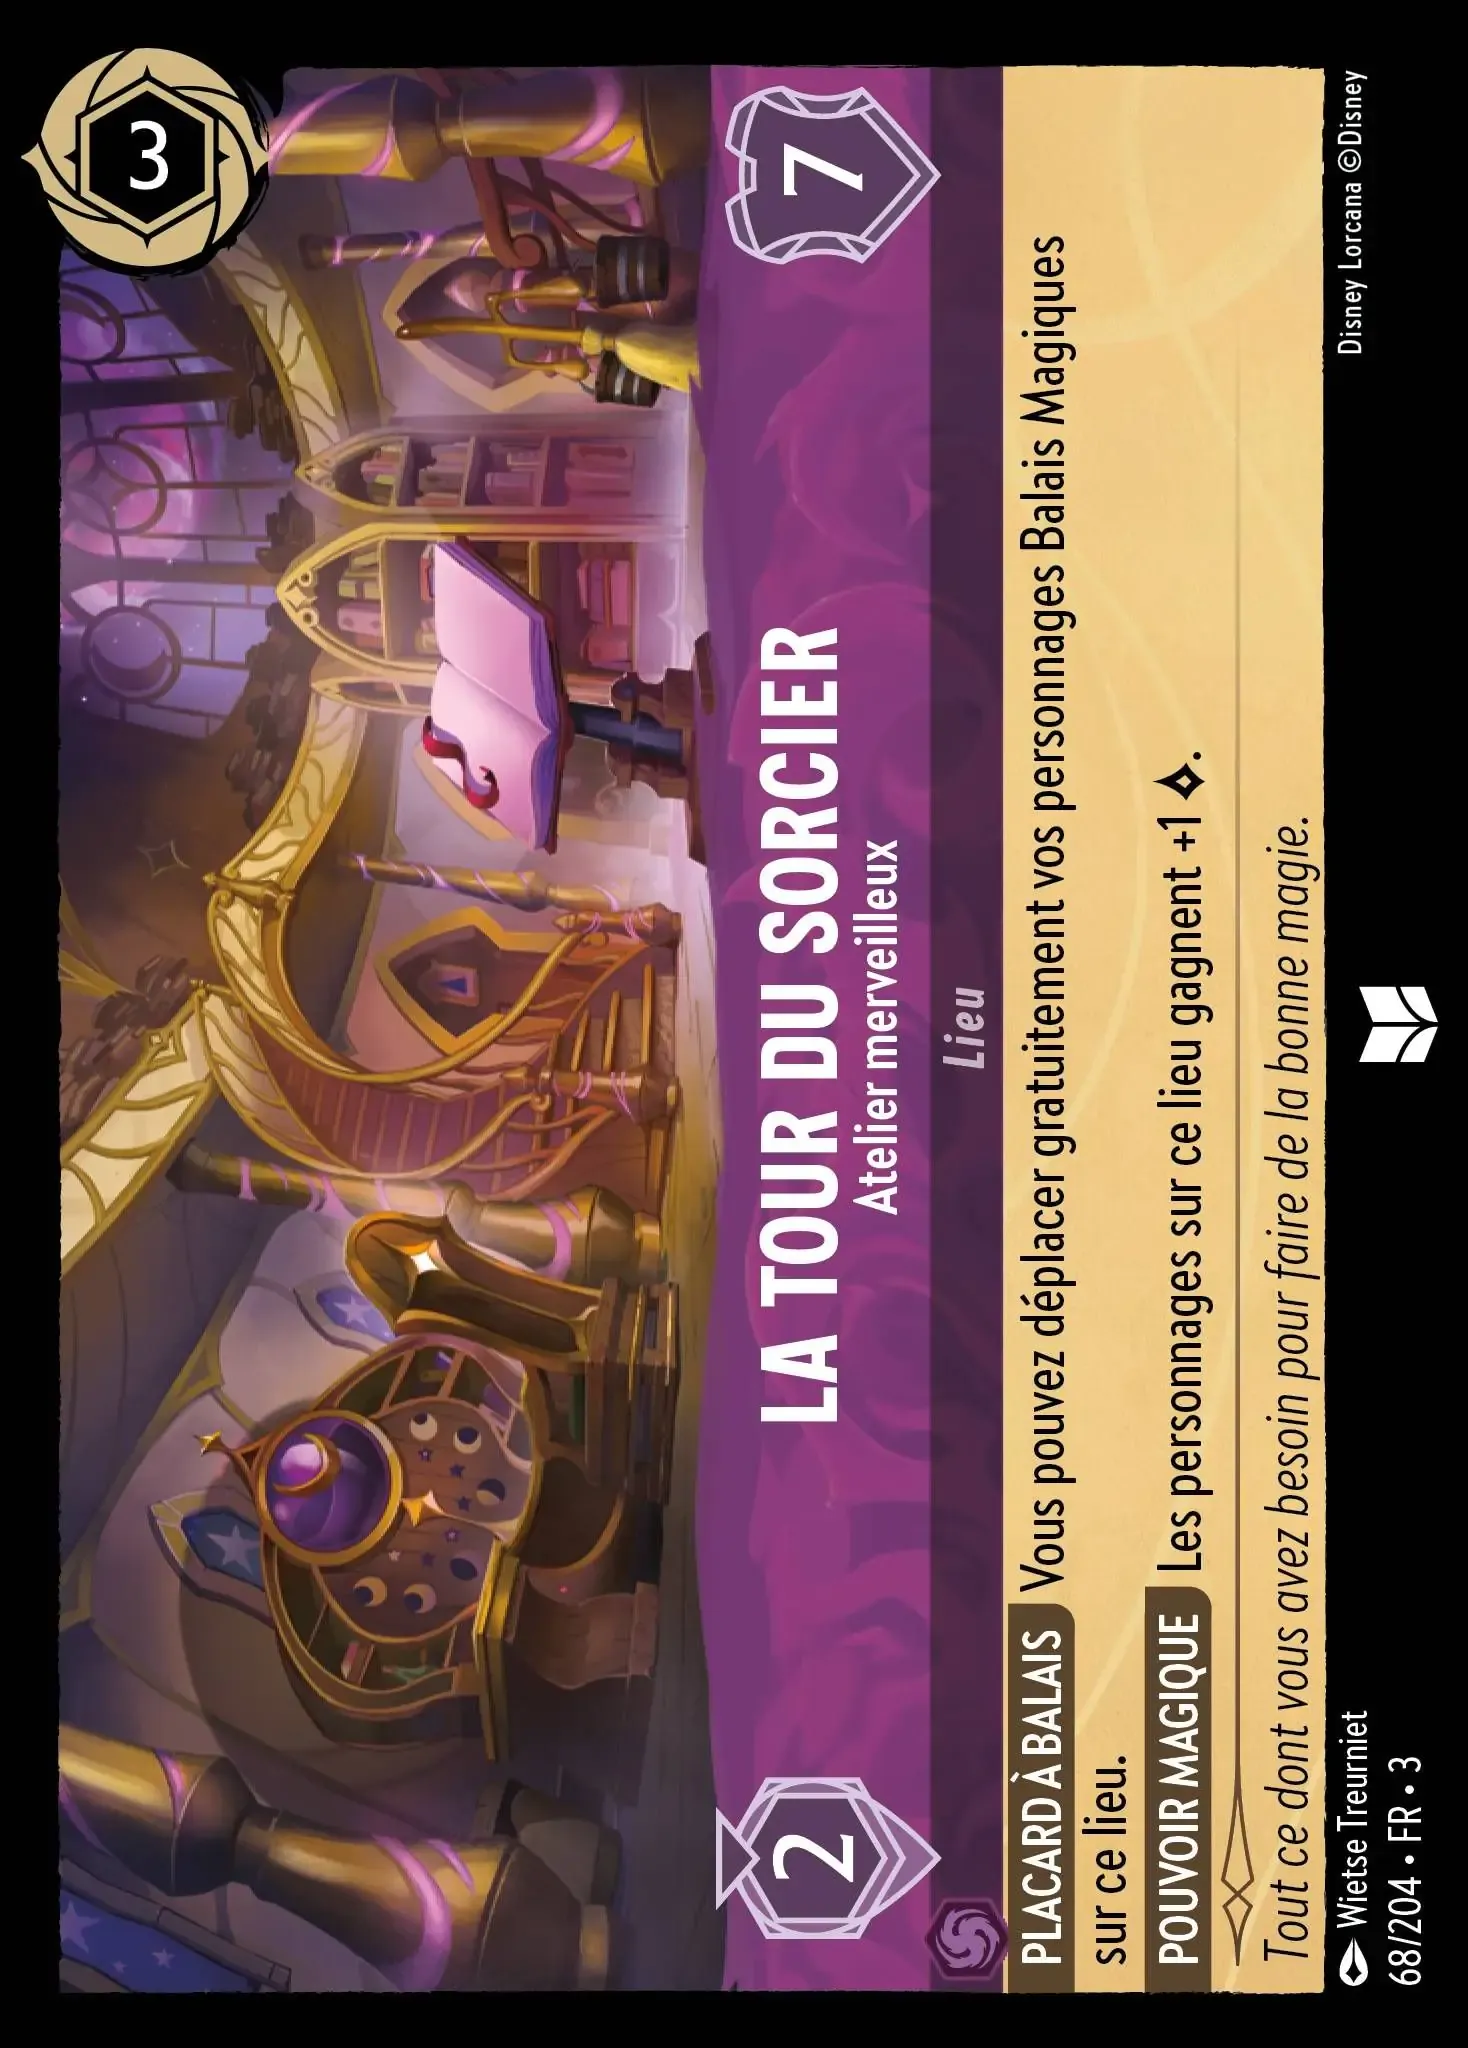 3
LA TOUR DU SORCIER
Atelier merveilleux
2
7
Lieu
PLACARD À BALAIS Vous pouvez déplacer gratuitement vos personnages Balais Magiques
sur ce lieu.
POUVOIR MAGIQUE Les personnages sur ce lieu gagnent +1 .
Tout ce dont vous avez besoin pour faire de la bonne magie.
Wietse Treurniet
Disney Lorcana ©Disney
68/204 • FR • 3